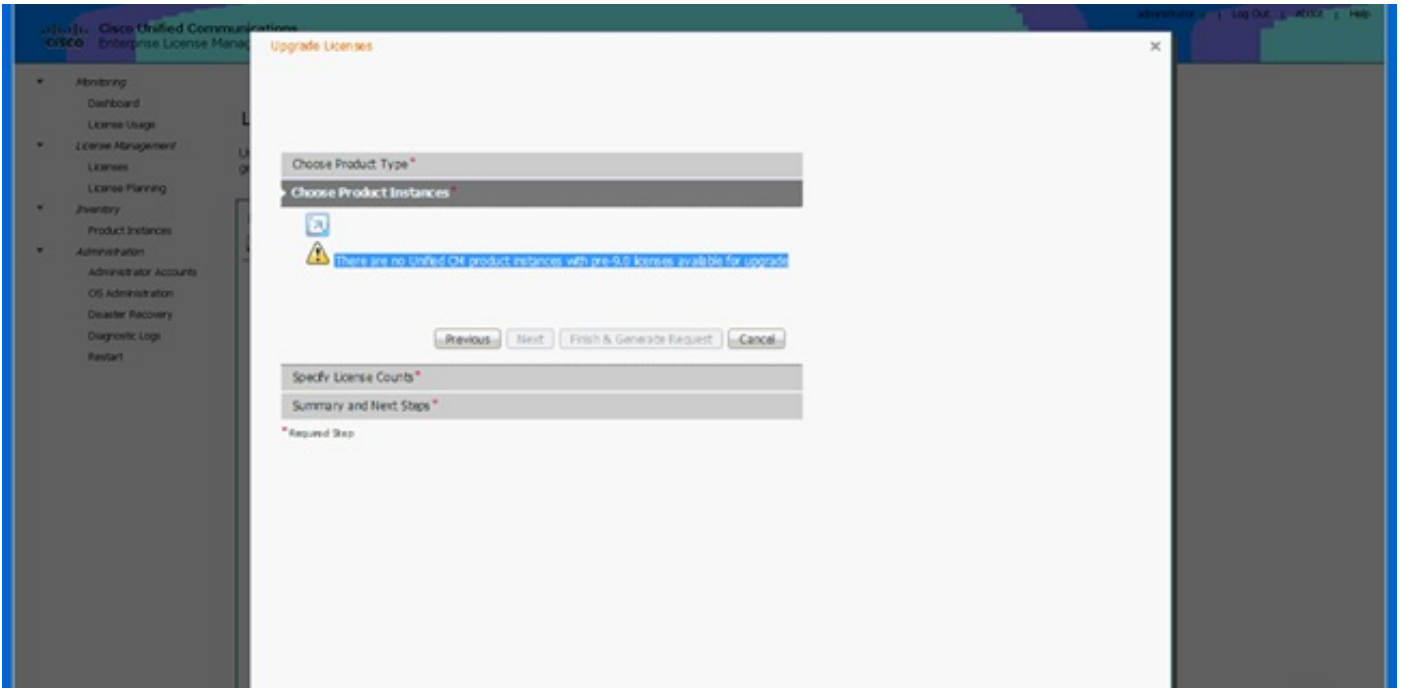 administrator | Log Out | About | Help
Cisco Unified Communications
cisco Enterprise License Manag
Upgrade Licenses
Monitoring
Dashboard
License Usage
License Management
Licenses
License Planning
Inventory
Product Instances
Administration
Administrator Accounts
OS Administration
Disaster Recovery
Diagnostic Logs
Restart
Choose Product Type*
Choose Product Instances*
There are no Unified CM product instances with pre-9.0 licenses available for upgrade
Previous Next Finish & Generate Request Cancel
Specify License Counts*
Summary and Next Steps*
*Required Step